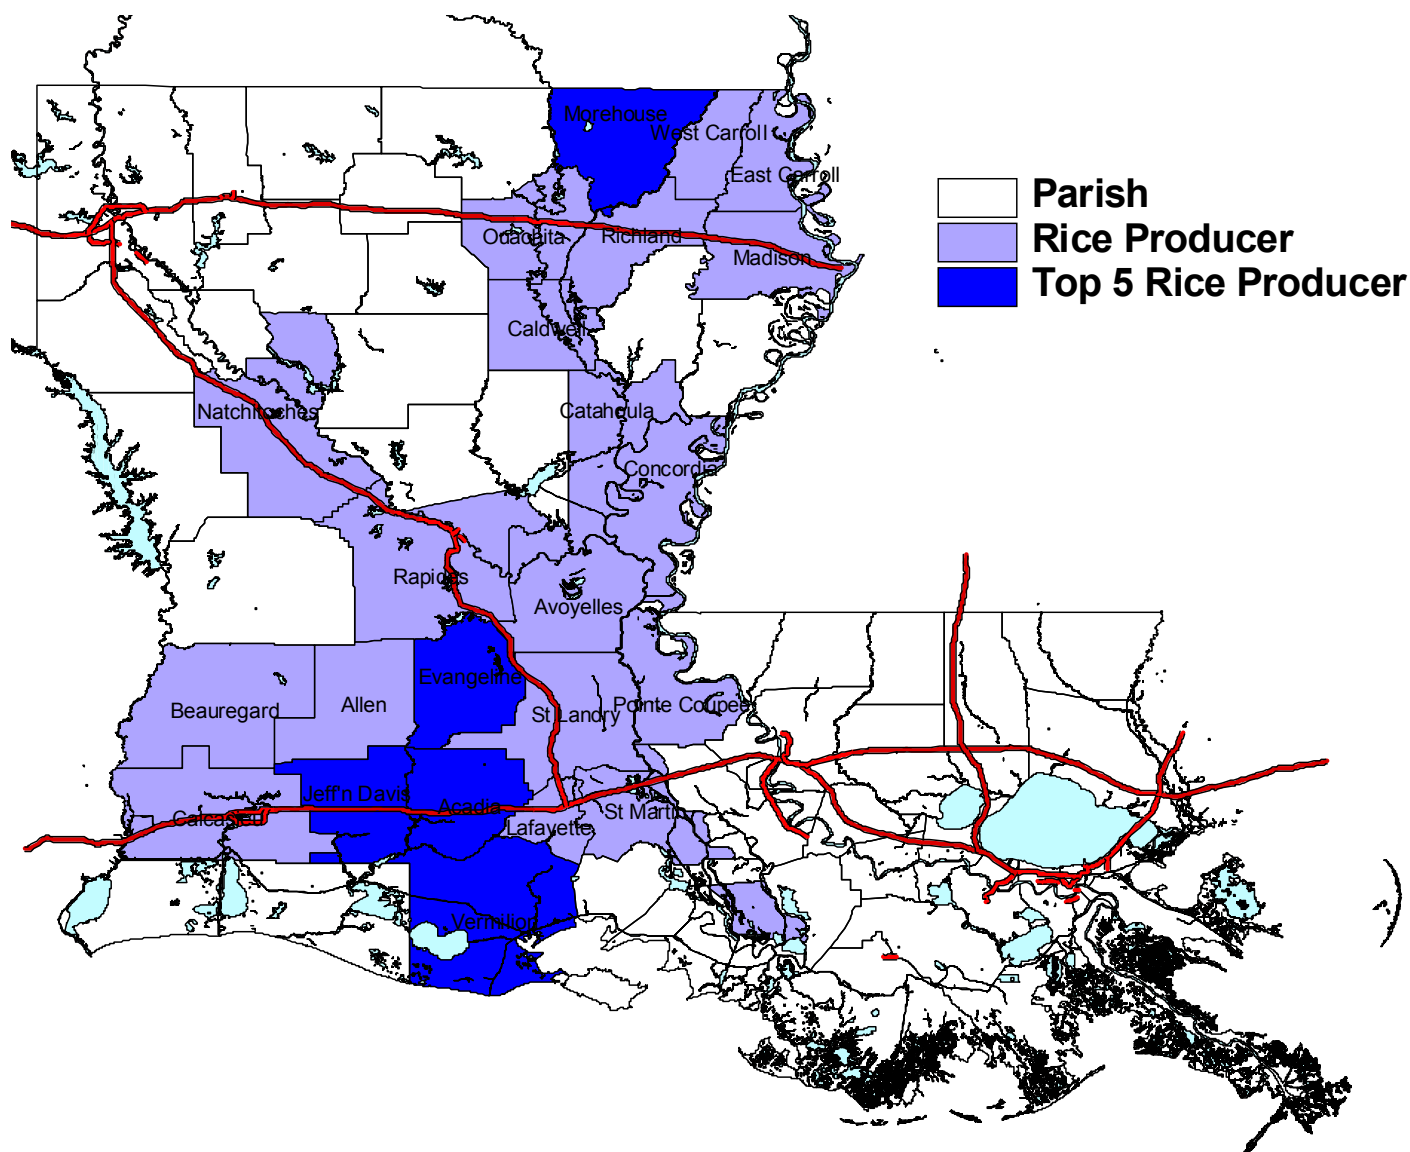 Morehouse
West Carroll
East Carroll
Parish
Rice Producer
Top 5 Rice Producer
Ouachita
Richland
Madison
Caldwell
Natchitoches
Catahoula
Concordia
Rapides
Avoyelles
Evangeline
Beauregard
Allen
St Landry
Pointe Coupee
Jeff'n Davis
Acadia
Calcasieu
Lafayette
St Martin
Vermilion